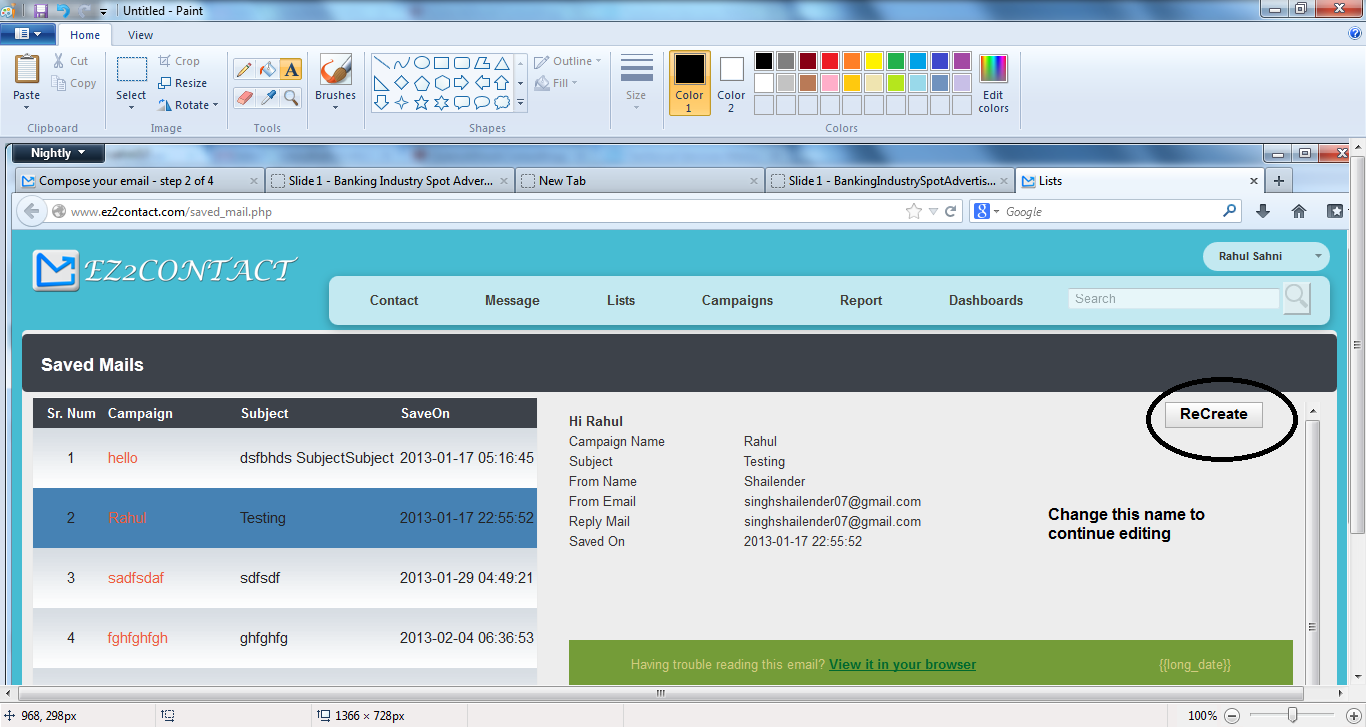 Untitled - Paint
Home View
Paste
Cut
Copy
Clipboard
Select
Crop
Resize
Rotate
Image
A
Tools
Brushes
Outline
Fill
Shapes
Size
Color 1
Color 2
Edit colors
Colors
Nightly
Compose your email - step 2 of 4
Slide 1 - Banking Industry Spot Adver...
New Tab
Slide 1 - BankingIndustrySpotAdvertis...
Lists
www.ez2contact.com/saved_mail.php
Google
EZ2CONTACT
Rahul Sahni
Contact Message Lists Campaigns Report Dashboards Search
Saved Mails
Sr. Num Campaign Subject SaveOn
1 hello dsfbhds SubjectSubject 2013-01-17 05:16:45
2 Rahul Testing 2013-01-17 22:55:52
3 sadfsdaf sdfsdf 2013-01-29 04:49:21
4 fghfghfgh ghfghfg 2013-02-04 06:36:53
ReCreate
Hi Rahul
Campaign Name Rahul
Subject Testing
From Name Shailender
From Email singhshailender07@gmail.com
Reply Mail singhshailender07@gmail.com
Saved On 2013-01-17 22:55:52
Change this name to
continue editing
Having trouble reading this email? View it in your browser {{long_date}}
968, 298px
1366 × 728px
100%